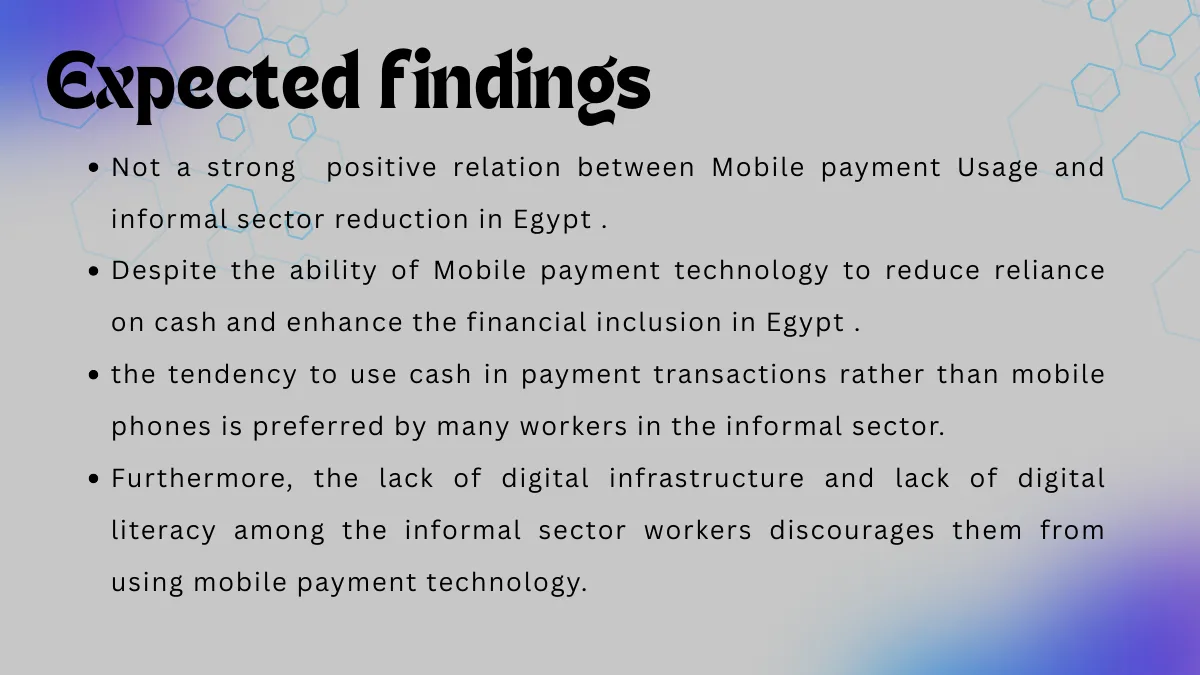 Expected findings
• Not a strong  positive relation between Mobile payment Usage and
informal sector reduction in Egypt .
• Despite the ability of Mobile payment technology to reduce reliance
on cash and enhance the financial inclusion in Egypt .
• the tendency to use cash in payment transactions rather than mobile
phones is preferred by many workers in the informal sector.
• Furthermore, the lack of digital infrastructure and lack of digital
literacy among the informal sector workers discourages them from
using mobile payment technology.